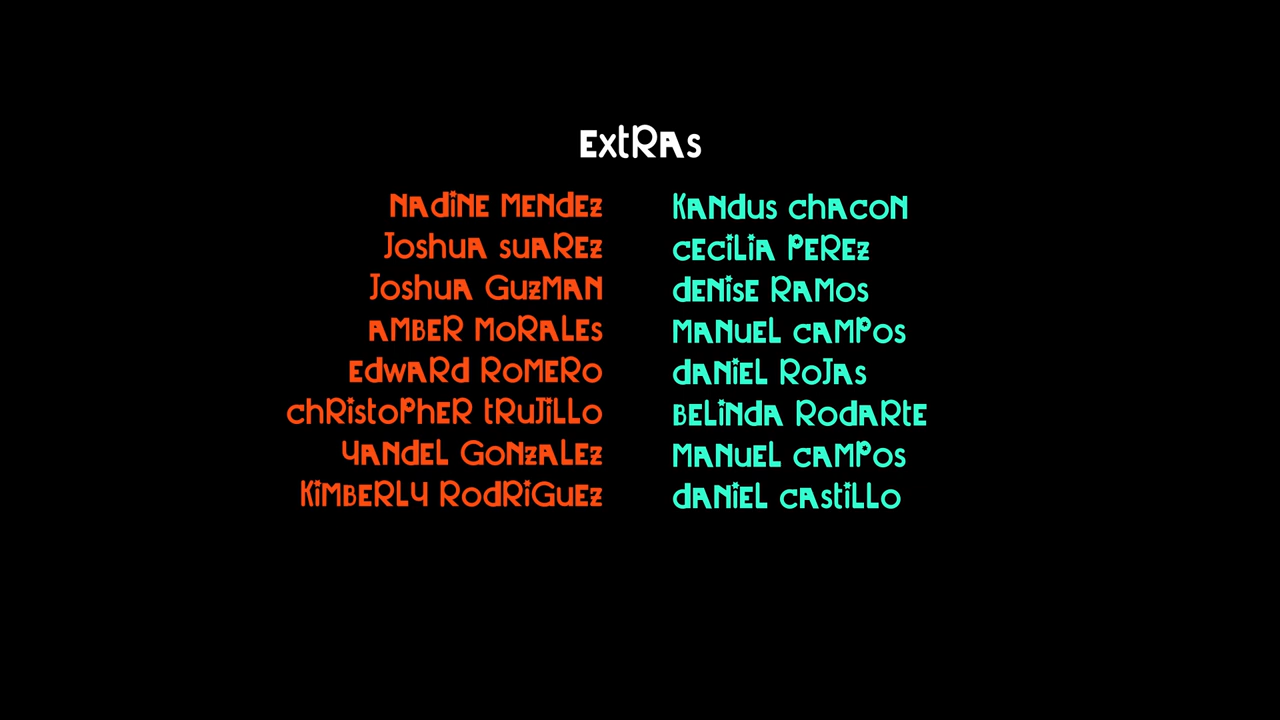 Extras
Nadine Mendez
Joshua Suarez
Joshua Guzman
Amber Morales
Edward Romero
Christopher Trujillo
Yandel Gonzalez
Kimberly Rodriguez
Kandus Chacon
Cecilia Perez
Denise Ramos
Manuel Campos
Daniel Rojas
Belinda Rodarte
Manuel Campos
Daniel Castillo